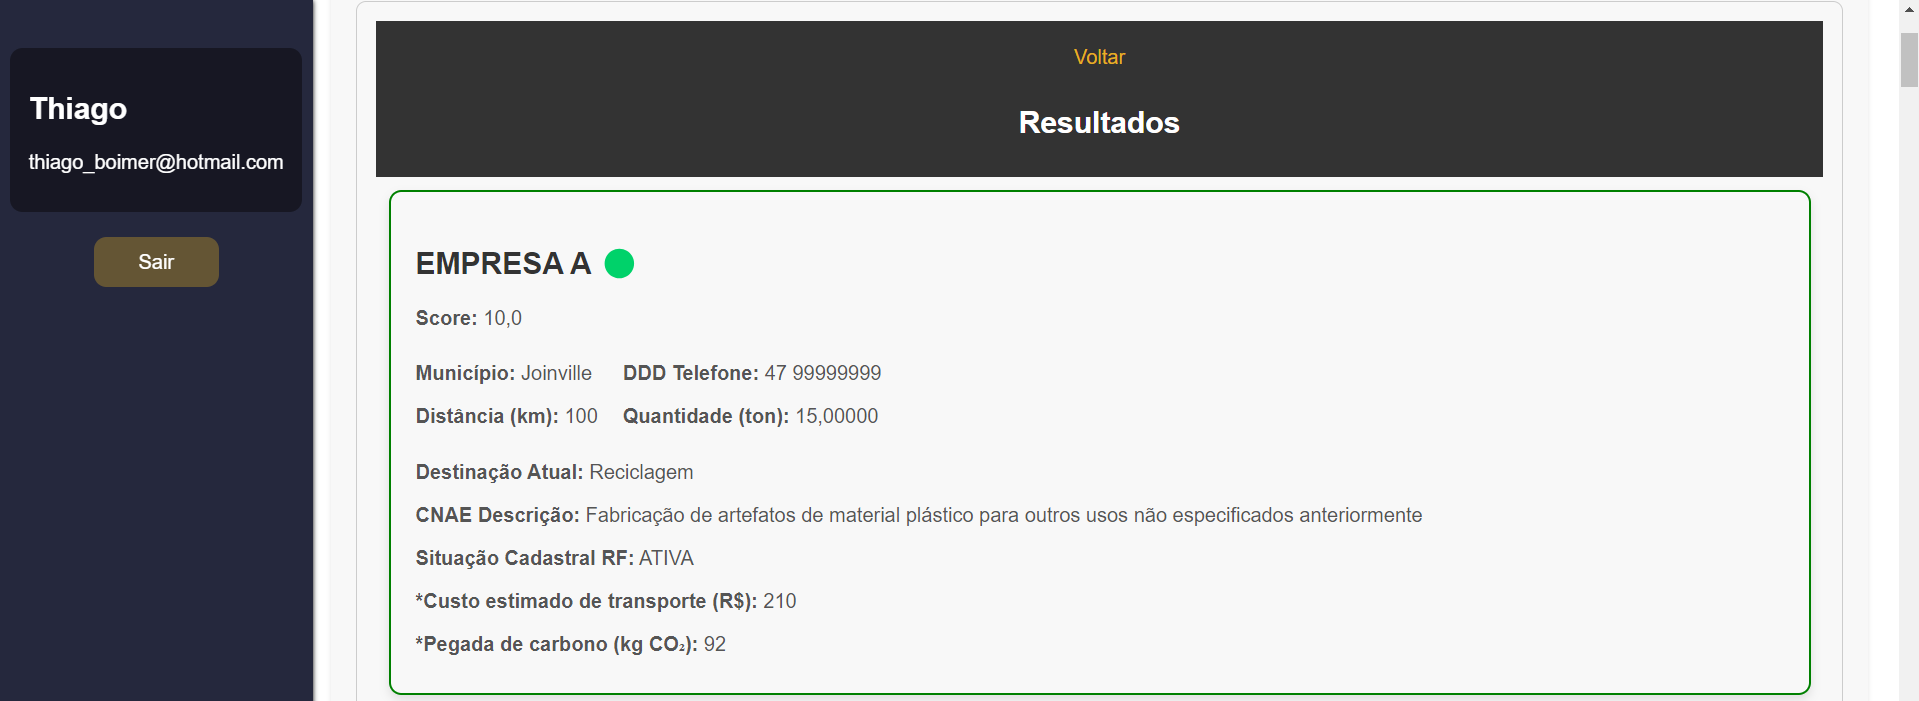 Thiago
thiago_boimer@hotmail.com
Sair
Voltar
Resultados
EMPRESA A
Score: 10,0
Município: Joinville DDD Telefone: 47 99999999
Distância (km): 100 Quantidade (ton): 15,00000
Destinação Atual: Reciclagem
CNAE Descrição: Fabricação de artefatos de material plástico para outros usos não especificados anteriormente
Situação Cadastral RF: ATIVA
*Custo estimado de transporte (R$): 210
*Pegada de carbono (kg CO₂): 92